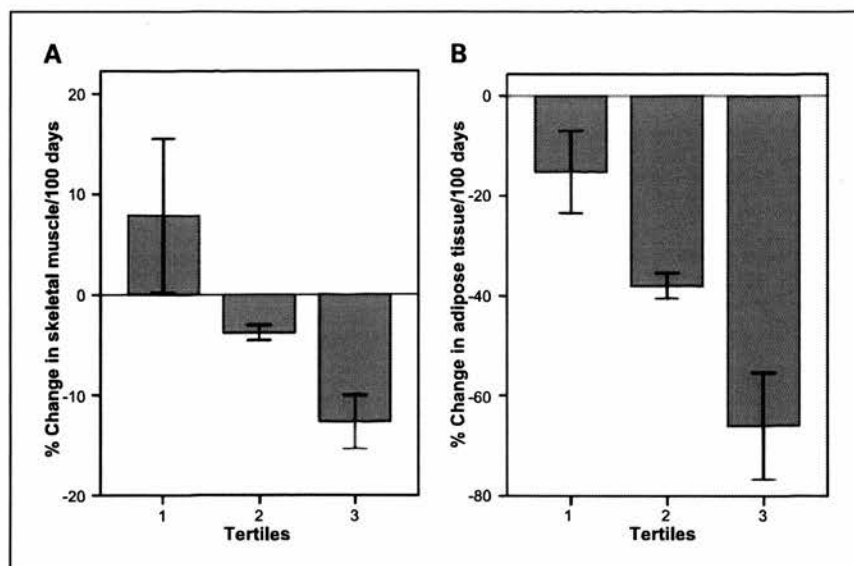 A
% Change in skeletal muscle/100 days
20
10
0
-10
-20
1
2
3
Tertiles
B
% Change in adipose tissue/100 days
0
-20
-40
-60
-80
1
2
3
Tertiles